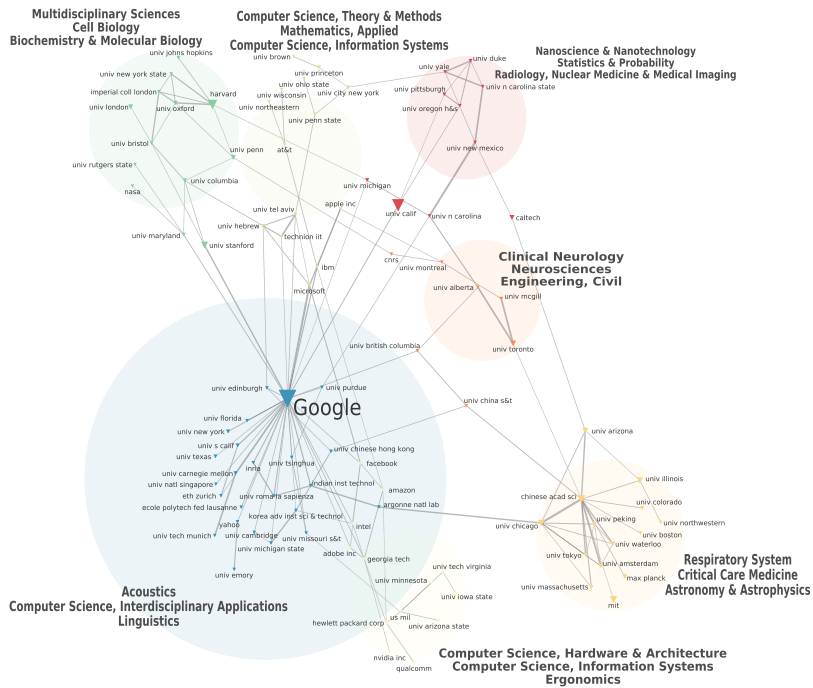 Multidisciplinary Sciences
Cell Biology
Biochemistry & Molecular Biology
Computer Science, Theory & Methods
Mathematics, Applied
Computer Science, Information Systems
Nanoscience & Nanotechnology
Statistics & Probability
Radiology, Nuclear Medicine & Medical Imaging
univ johns hopkins
univ new york state
imperial coll london
harvard
univ london
univ oxford
univ bristol
univ penn
univ rutgers state
univ columbia
nasa
univ maryland
univ stanford
univ brown
univ princeton
univ ohio state
univ city new york
univ wisconsin
univ northeastern
univ penn state
at&t
univ duke
univ yale
univ pittsburgh
univ n carolina state
univ oregon h&s
univ new mexico
univ michigan
univ calif
univ n carolina
caltech
univ tel aviv
apple inc
univ hebrew
technion iit
ibm
microsoft
cnrs
univ montreal
Clinical Neurology
Neurosciences
Engineering, Civil
univ alberta
univ mcgill
univ toronto
univ british columbia
univ china s&t
univ edinburgh
univ purdue
Google
univ florida
univ new york
univ s calif
univ texas
univ chinese hong kong
inria
univ tsinghua
facebook
univ carnegie mellon
univ natl singapore
indian inst technol
eth zurich
univ roma la sapienza
amazon
ecole polytech fed lausanne
argonne natl lab
korea adv inst sci & technol
yahoo
intel
univ tech munich
univ cambridge
univ missouri s&t
univ michigan state
adobe inc
georgia tech
univ emory
univ arizona
univ illinois
chinese acad sci
univ colorado
univ chicago
univ peking
univ northwestern
univ boston
univ waterloo
univ tokyo
univ amsterdam
max planck
univ massachusetts
mit
Respiratory System
Critical Care Medicine
Astronomy & Astrophysics
Acoustics
Computer Science, Interdisciplinary Applications
Linguistics
univ tech virginia
univ minnesota
univ iowa state
us mil
hewlett packard corp
univ arizona state
nvidia inc
qualcomm
Computer Science, Hardware & Architecture
Computer Science, Information Systems
Ergonomics